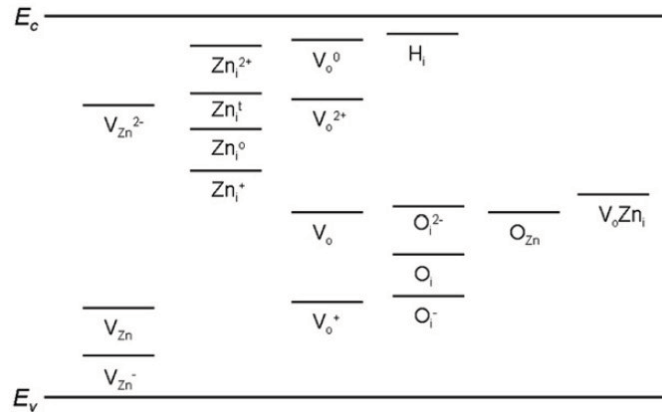 E_c
H_i
V_o^0
Zn_i^2+
Zn_i^t
V_o^2+
V_Zn^2-
Zn_i^o
Zn_i^+
V_oZn_i
O_i^2-
O_Zn
V_o
O_i
O_i^-
V_o^+
V_Zn
V_Zn^-
E_v